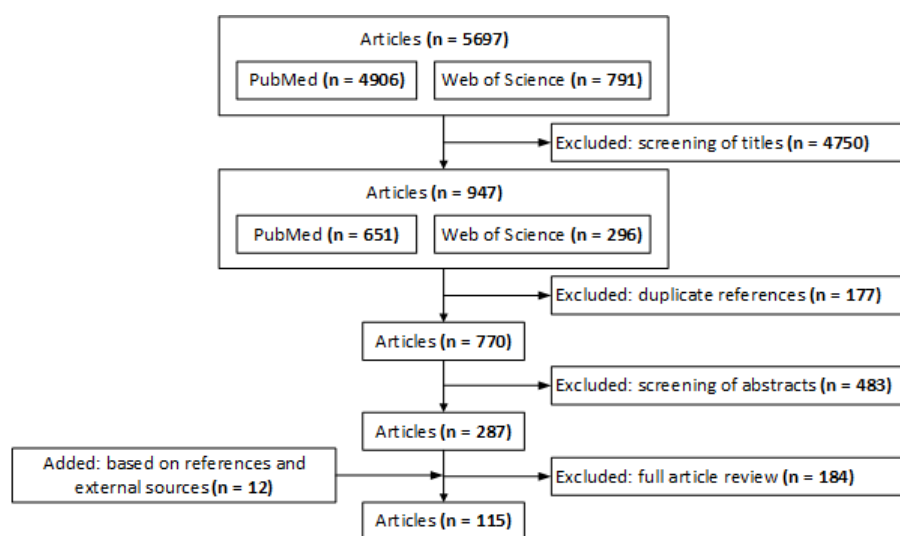 Articles (n = 5697)
PubMed (n = 4906)
Web of Science (n = 791)
Excluded: screening of titles (n = 4750)
Articles (n = 947)
PubMed (n = 651)
Web of Science (n = 296)
Excluded: duplicate references (n = 177)
Articles (n = 770)
Excluded: screening of abstracts (n = 483)
Articles (n = 287)
Added: based on references and
external sources (n = 12)
Excluded: full article review (n = 184)
Articles (n = 115)